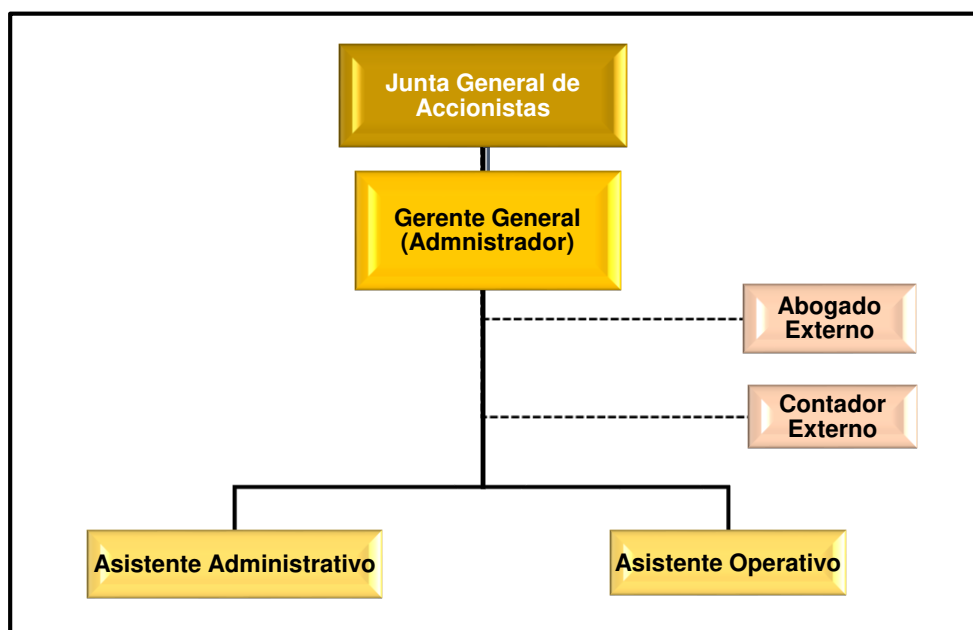 Junta General de
Accionistas
Gerente General
(Admnistrador)
Abogado
Externo
Contador
Externo
Asistente Administrativo
Asistente Operativo